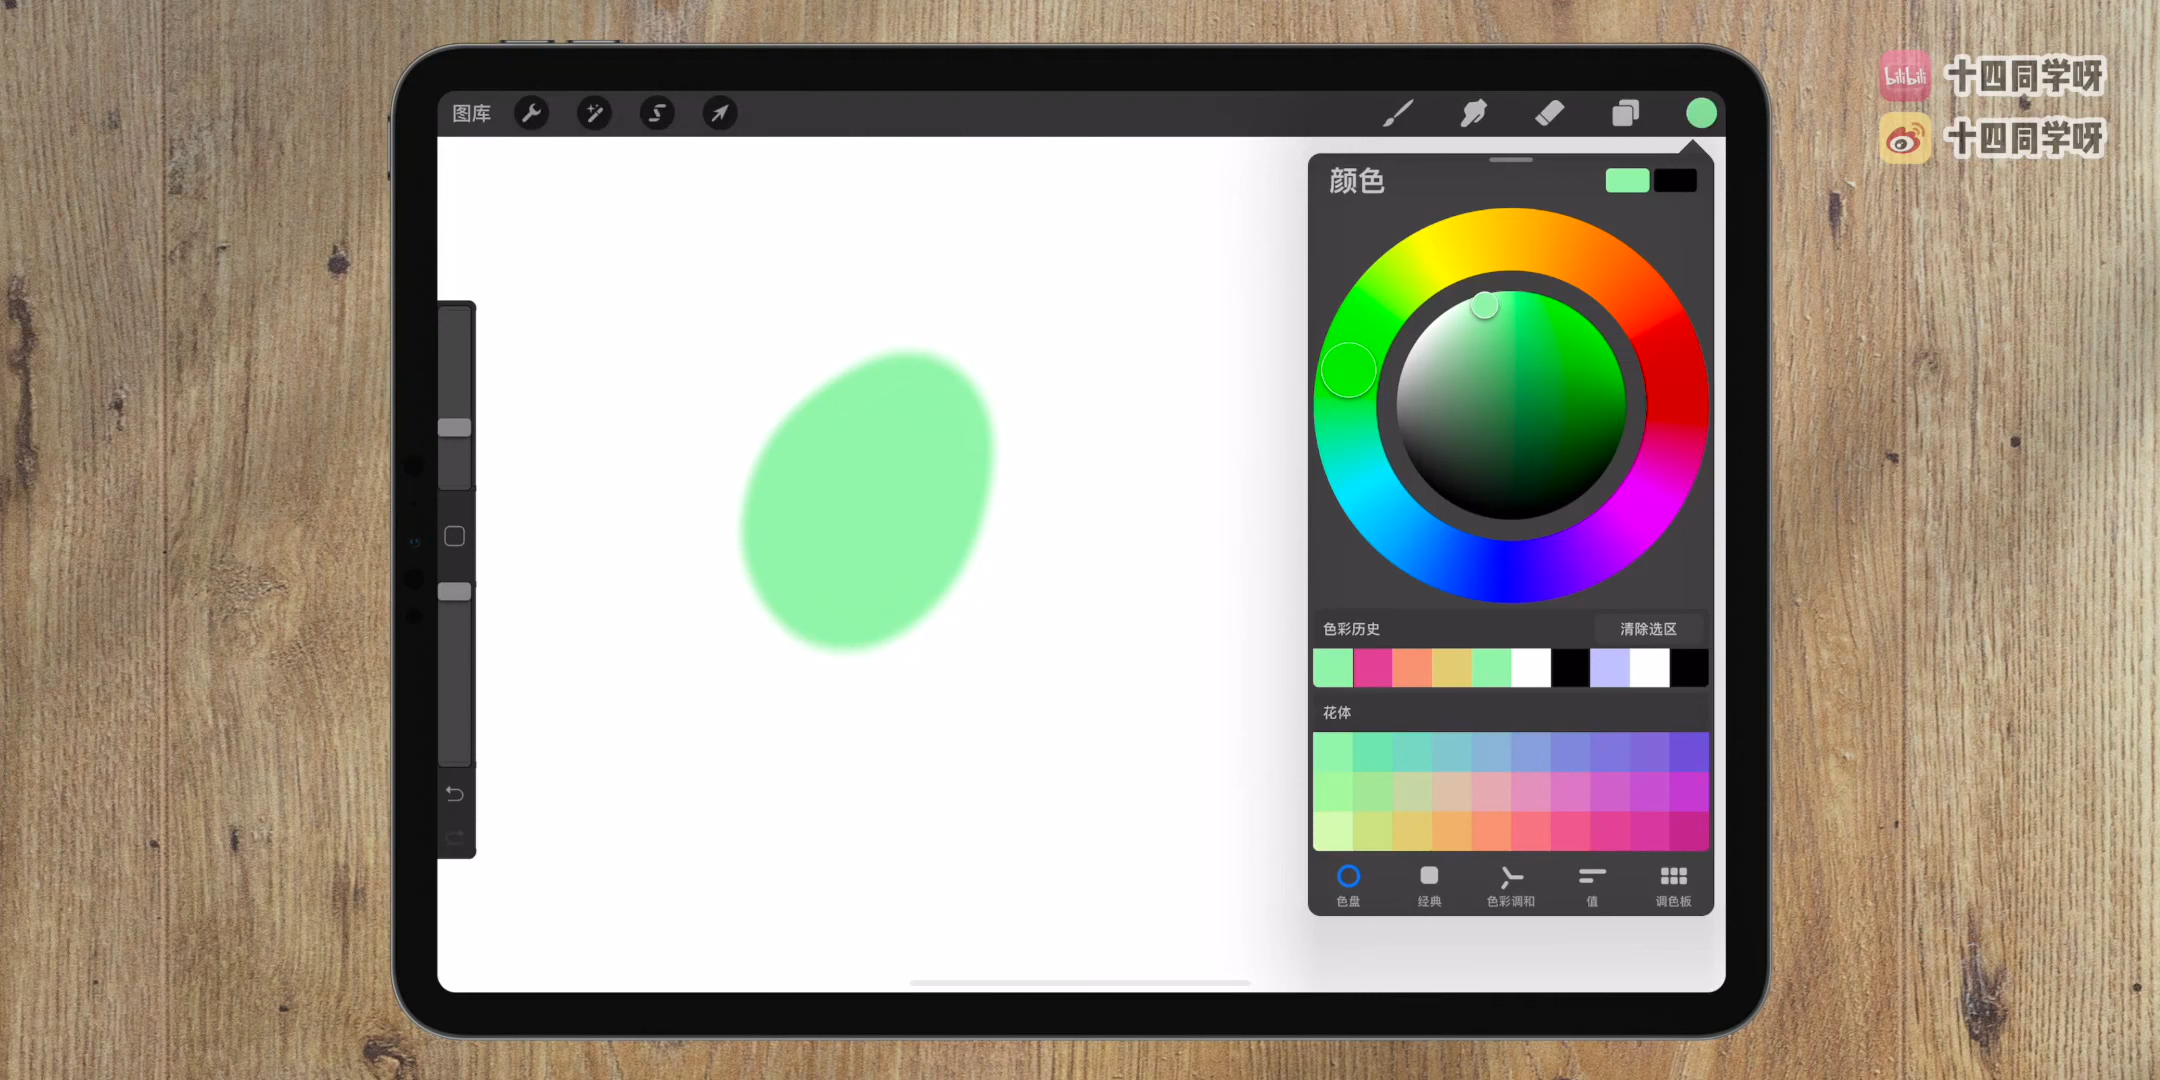 图库
bilibili 十四同学呀
十四同学呀
颜色
色彩历史 清除选区
花体
色盘 经典 色彩调和 值 调色板